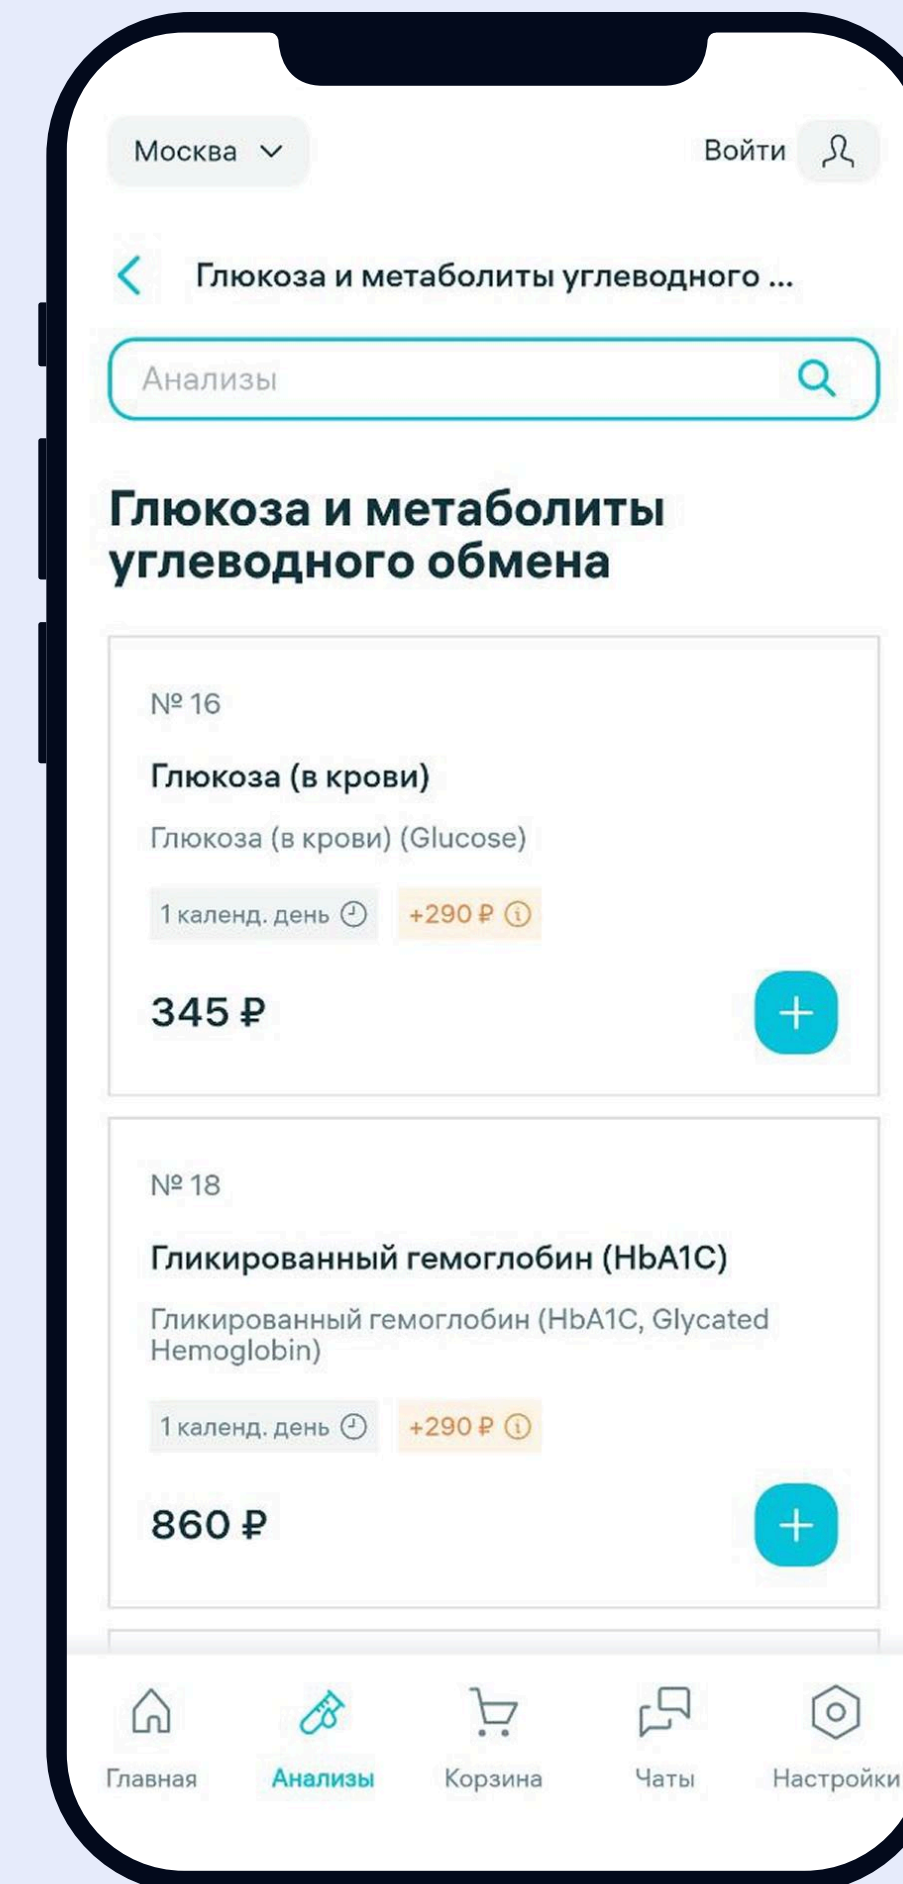 Москва
Войти
Глюкоза и метаболиты углеводного ...
Анализы
Глюкоза и метаболиты
углеводного обмена
№ 16
Глюкоза (в крови)
Глюкоза (в крови) (Glucose)
1 календ. день +290 ₽
345 ₽
№ 18
Гликированный гемоглобин (HbA1C)
Гликированный гемоглобин (HbA1C, Glycated
Hemoglobin)
1 календ. день +290 ₽
860 ₽
Главная Анализы Корзина Чаты Настройки